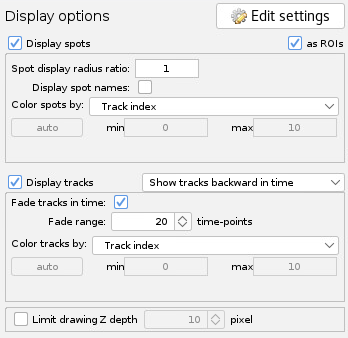 Display options Edit settings
Display spots as ROIs
Spot display radius ratio: 1
Display spot names:
Color spots by: Track index
auto min 0 max 10
Display tracks Show tracks backward in time
Fade tracks in time:
Fade range: 20 time-points
Color tracks by: Track index
auto min 0 max 10
Limit drawing Z depth 10 pixel